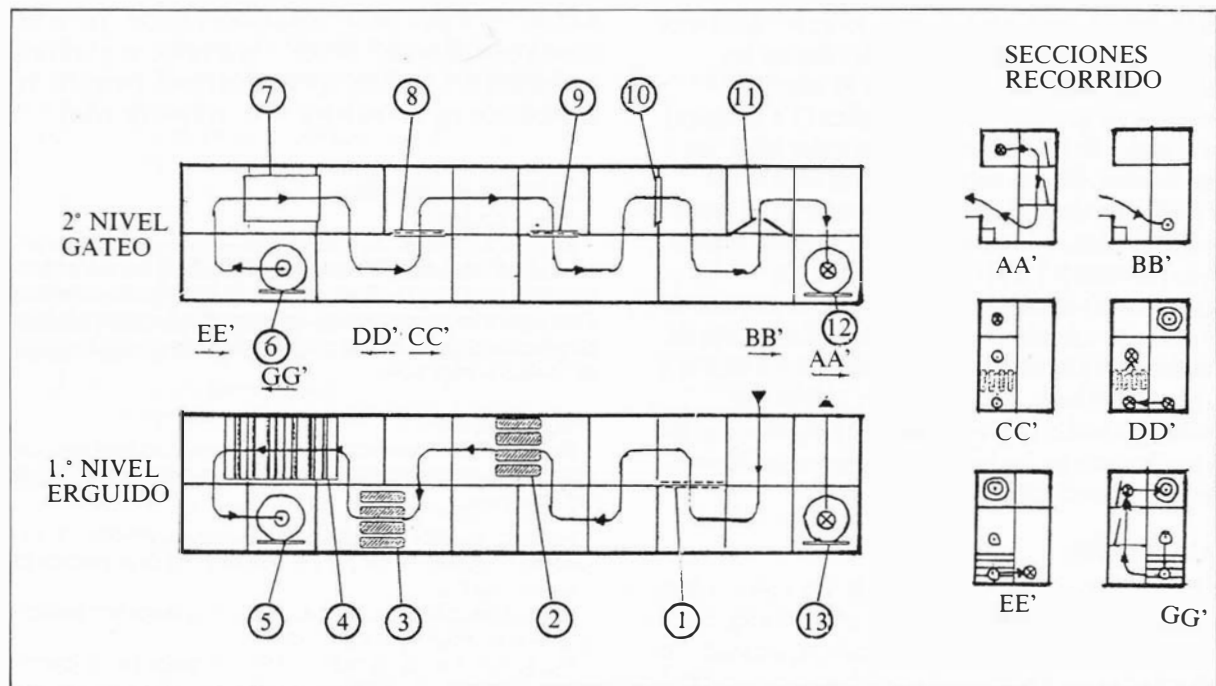 SECCIONES
RECORRIDO
7 8 9 10 11
2° NIVEL
GATEO
AA' BB'
6 12
EE' DD' CC' BB' AA'
GG'
CC' DD'
1.° NIVEL
ERGUIDO
EE' GG'
5 4 3 2 1 13